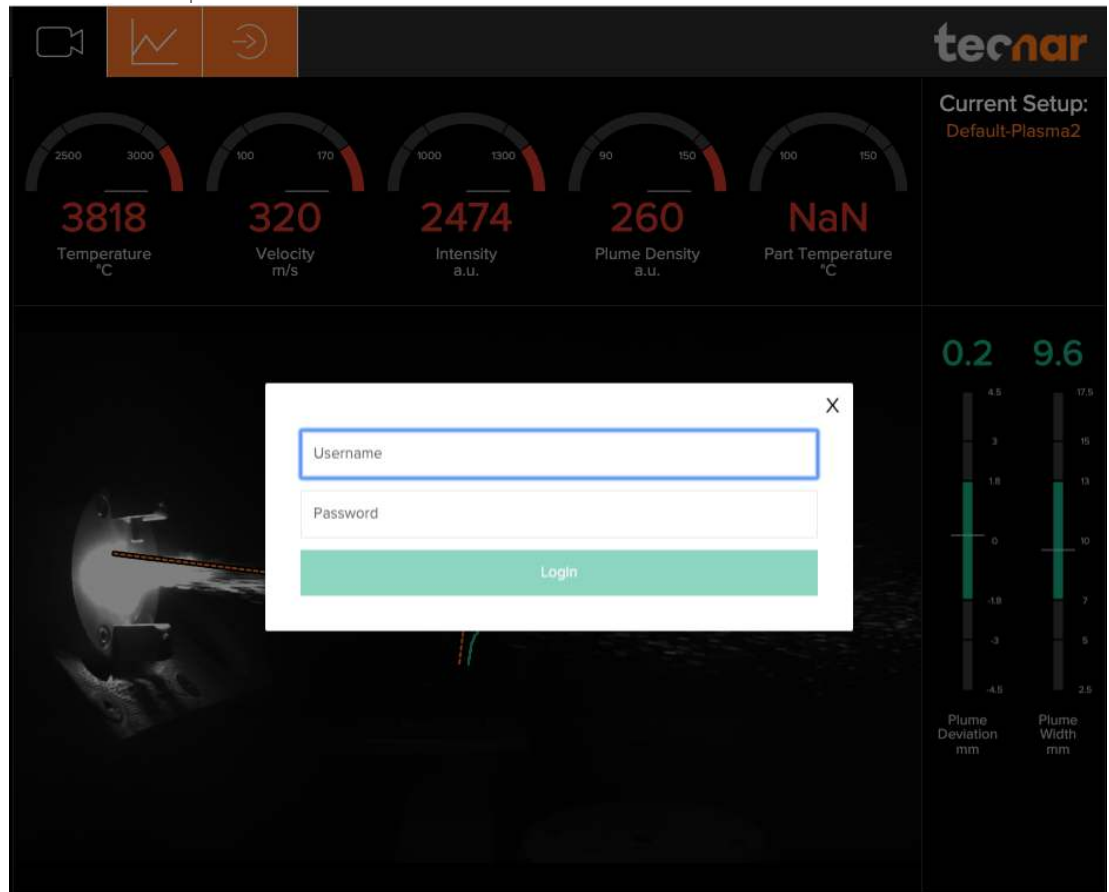 tecnar
Current Setup:
Default-Plasma2
2500 3000
100 170
1000 1300
90 150
100 150
3818
320
2474
260
NaN
Temperature
°C
Velocity
m/s
Intensity
a.u.
Plume Density
a.u.
Part Temperature
°C
0.2 9.6
X
Username
Password
Login
4.5 17.5
3 15
1.8 13
0 10
-1.8 7
-3 5
-4.5 2.5
Plume
Deviation
mm
Plume
Width
mm